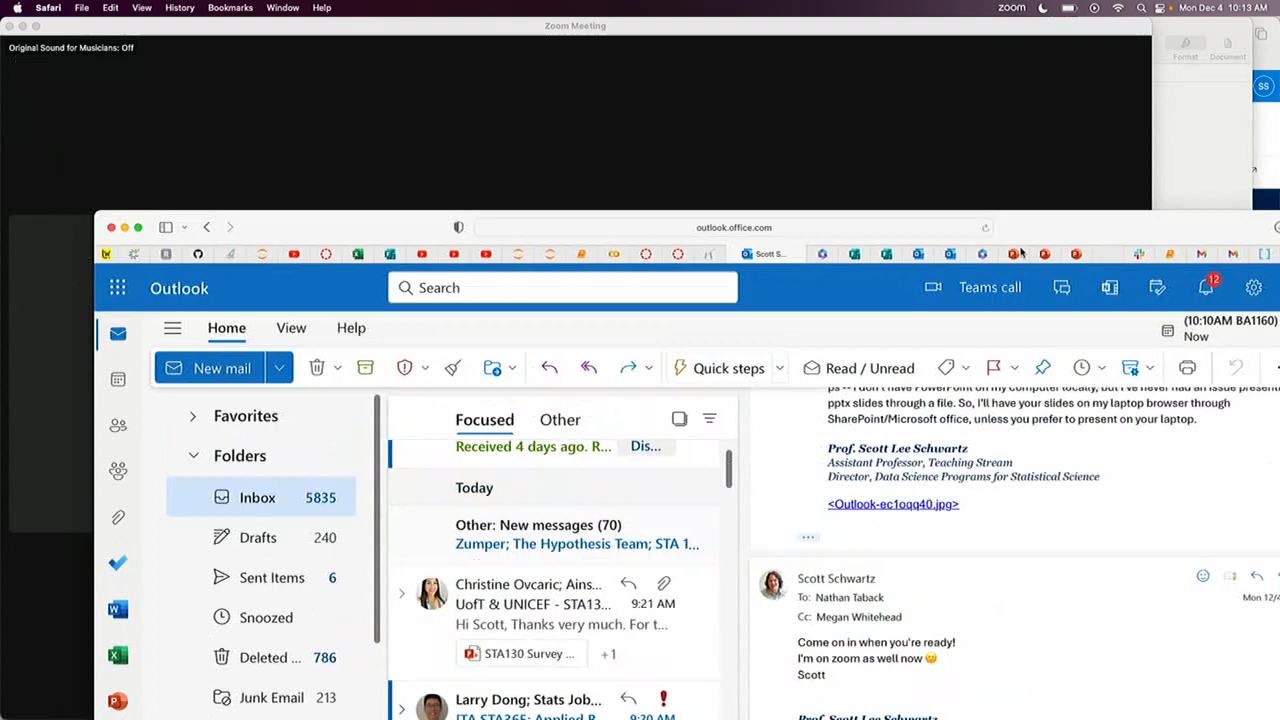 Safari File Edit View History Bookmarks Window Help zoom Mon Dec 4 10:13 AM
Zoom Meeting
Original Sound for Musicians: Off
Format Document
SS
outlook.office.com
Scott S...
Outlook Search Teams call 12
(10:10AM BA1160)
Now
Home View Help
New mail Quick steps Read / Unread
Favorites
Folders
Inbox 5835
Drafts 240
Sent Items 6
Snoozed
Deleted ... 786
Junk Email 213
Focused Other
Received 4 days ago. R... Dis...
Today
Other: New messages (70)
Zumper; The Hypothesis Team; STA 1...
Christine Ovcaric; Ains...
UofT & UNICEF - STA13... 9:21 AM
Hi Scott, Thanks very much. For t...
STA130 Survey ... +1
Larry Dong; Stats Job...
[TA STA365: Applied B... 9:20 AM
ps -- I don't have PowerPoint on my computer locally, but I've never had an issue present
pptx slides through a file. So, I'll have your slides on my laptop browser through
SharePoint/Microsoft office, unless you prefer to present on your laptop.
Prof. Scott Lee Schwartz
Assistant Professor, Teaching Stream
Director, Data Science Programs for Statistical Science
<Outlook-ec1oqq40.jpg>
...
Scott Schwartz
To: Nathan Taback Mon 12/4
Cc: Megan Whitehead
Come on in when you're ready!
I'm on zoom as well now 🙂
Scott
Prof. Scott Lee Schwartz